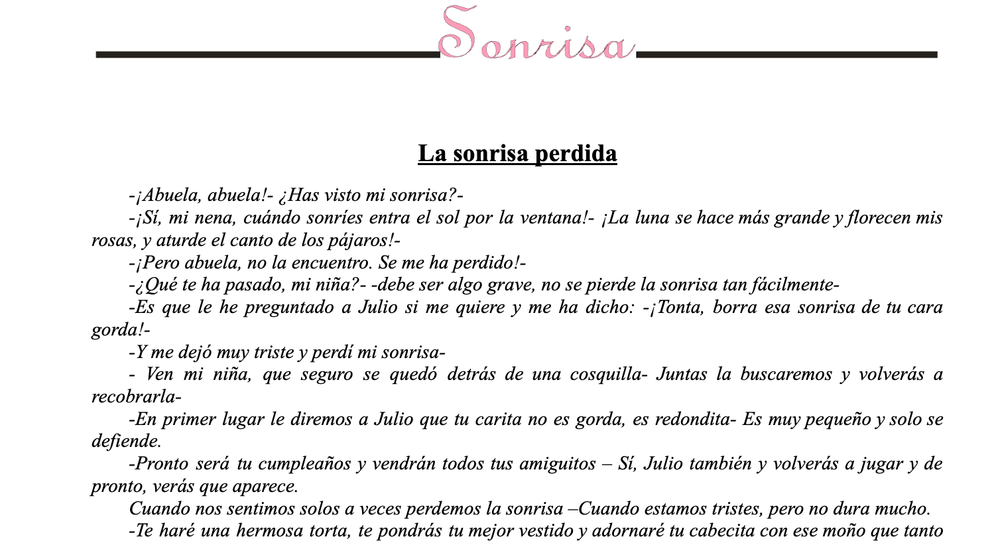 Sonrisa
La sonrisa perdida
-¡Abuela, abuela!- ¿Has visto mi sonrisa?-
-¡Sí, mi nena, cuándo sonríes entra el sol por la ventana!- ¡La luna se hace más grande y florecen mis
rosas, y aturde el canto de los pájaros!-
-¡Pero abuela, no la encuentro. Se me ha perdido!-
-¿Qué te ha pasado, mi niña?- -debe ser algo grave, no se pierde la sonrisa tan fácilmente-
-Es que le he preguntado a Julio si me quiere y me ha dicho: -¡Tonta, borra esa sonrisa de tu cara
gorda!-
-Y me dejó muy triste y perdí mi sonrisa-
- Ven mi niña, que seguro se quedó detrás de una cosquilla- Juntas la buscaremos y volverás a
recobrarla-
-En primer lugar le diremos a Julio que tu carita no es gorda, es redondita- Es muy pequeño y solo se
defiende.
-Pronto será tu cumpleaños y vendrán todos tus amiguitos – Sí, Julio también y volverás a jugar y de
pronto, verás que aparece.
Cuando nos sentimos solos a veces perdemos la sonrisa –Cuando estamos tristes, pero no dura mucho.
-Te haré una hermosa torta, te pondrás tu mejor vestido y adornaré tu cabecita con ese moño que tanto